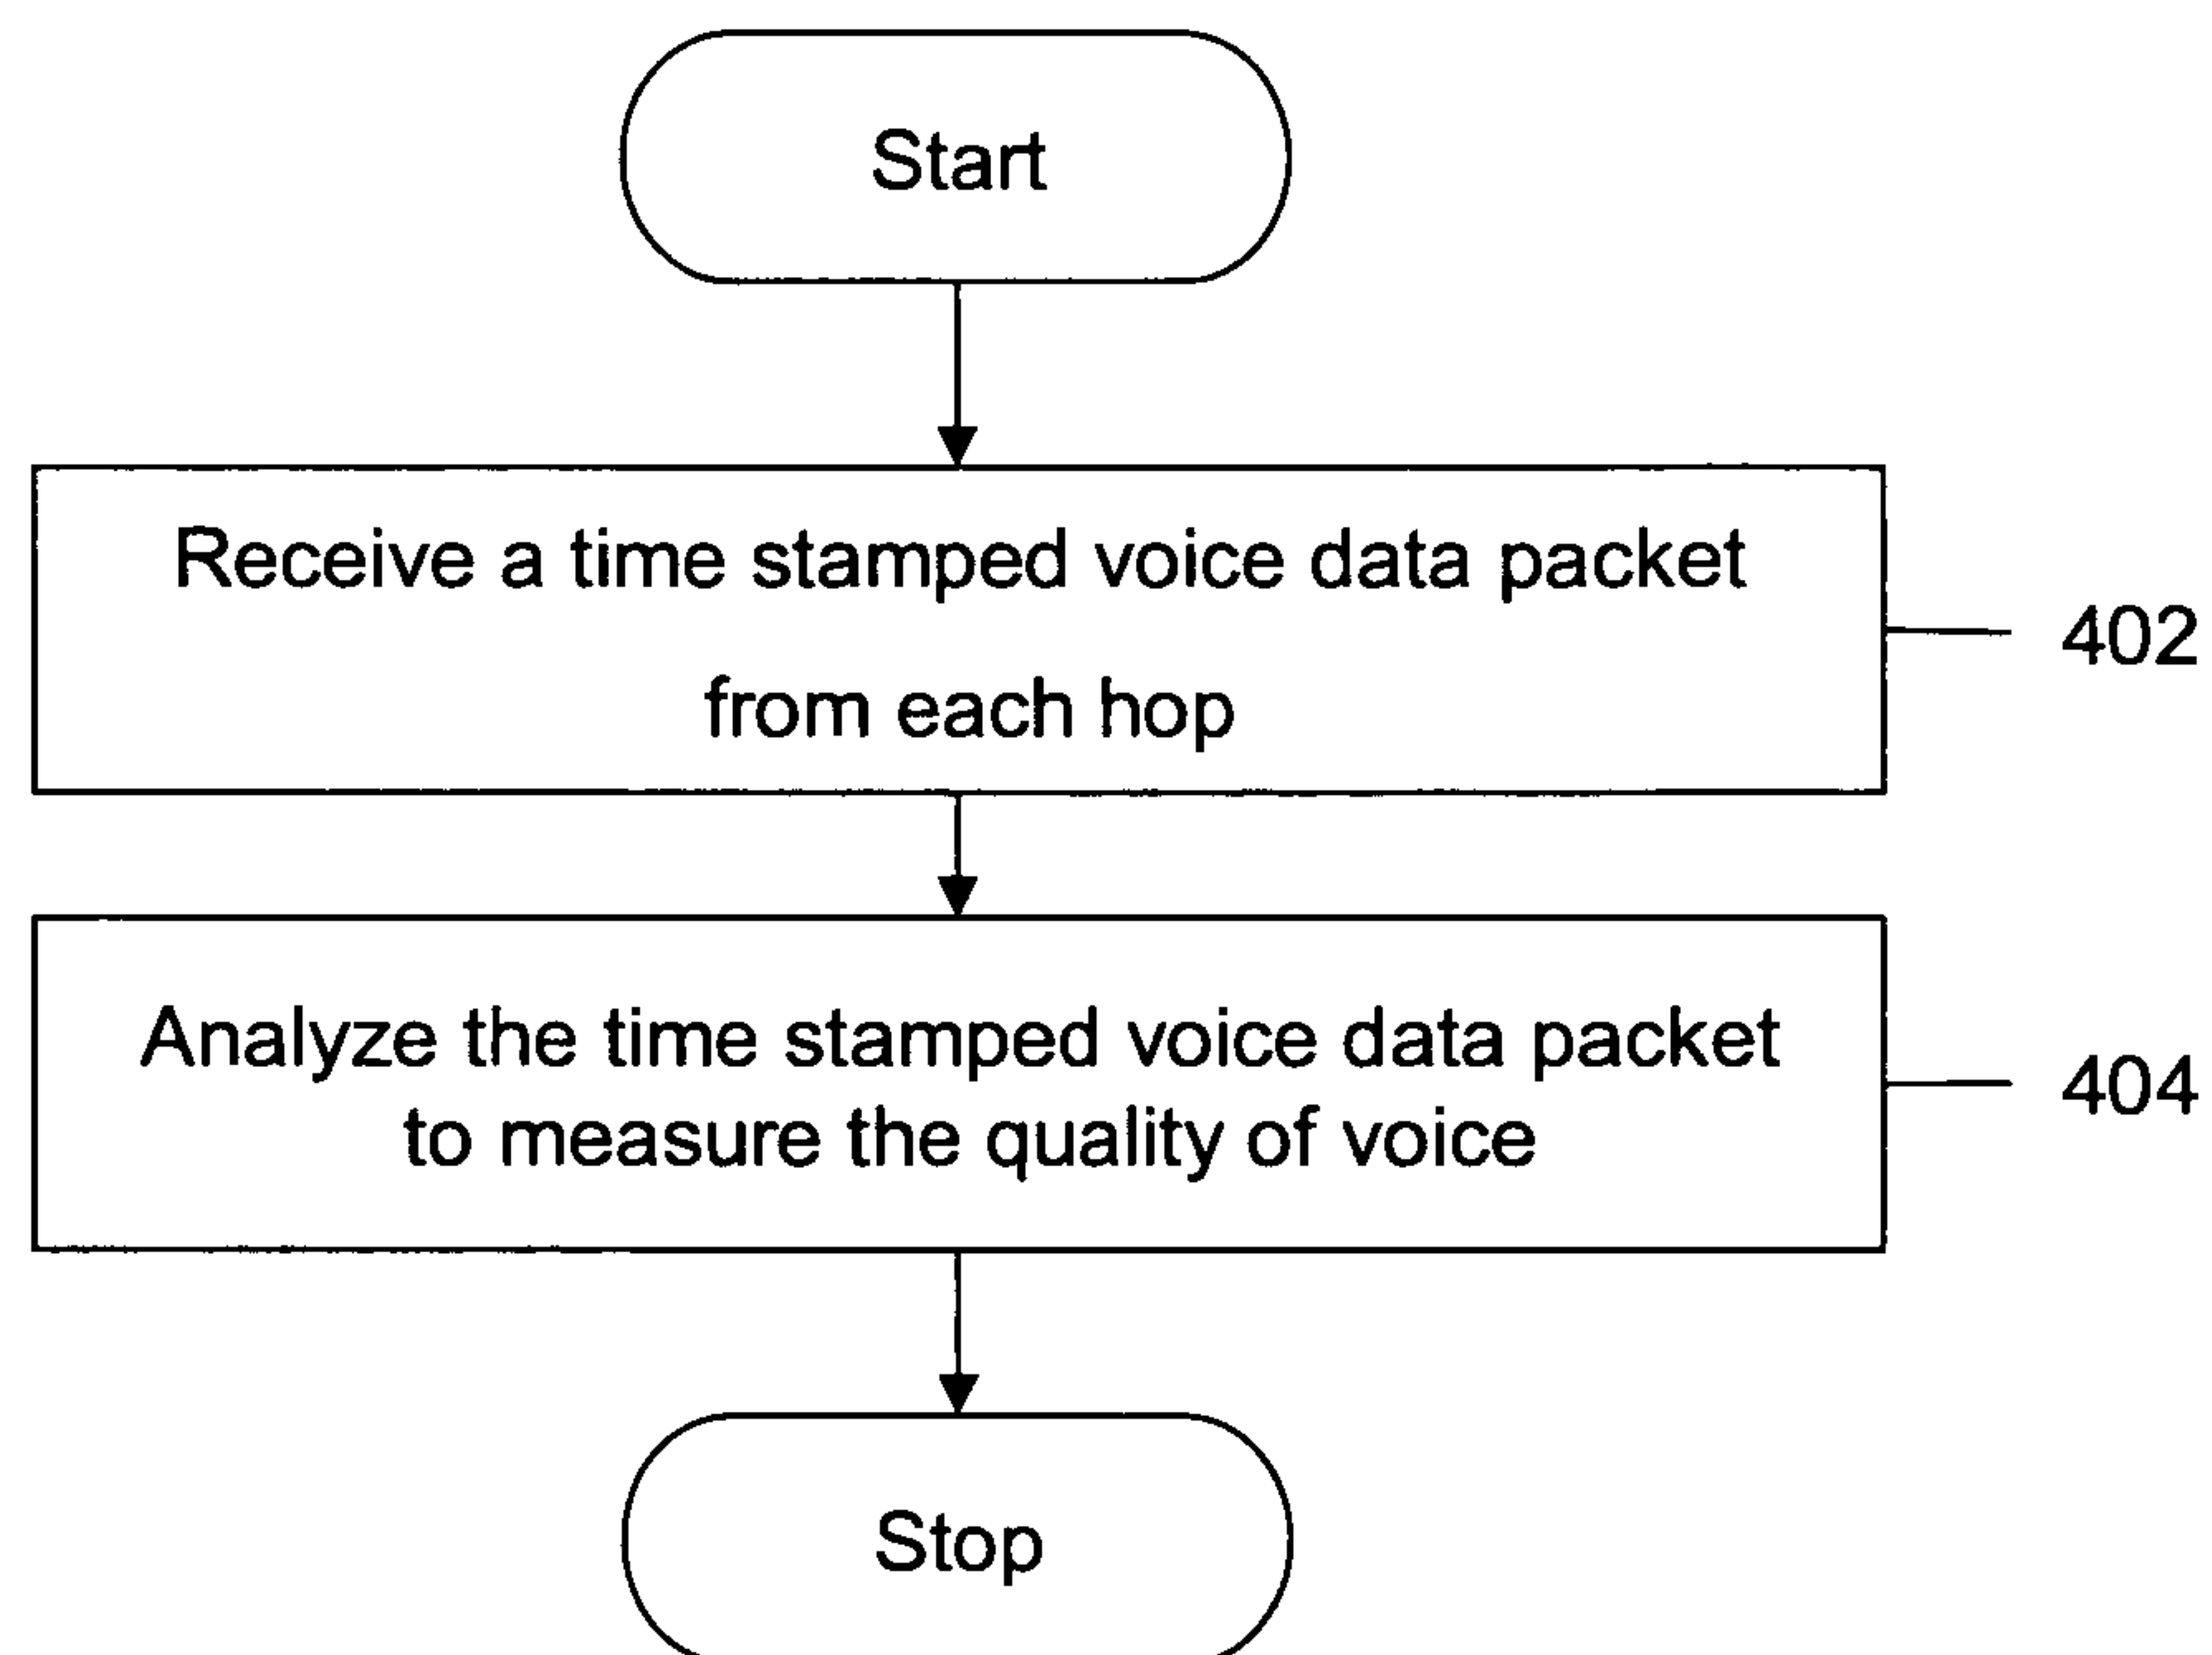 Start
Receive a time stamped voice data packet
from each hop
402
Analyze the time stamped voice data packet
to measure the quality of voice
404
Stop